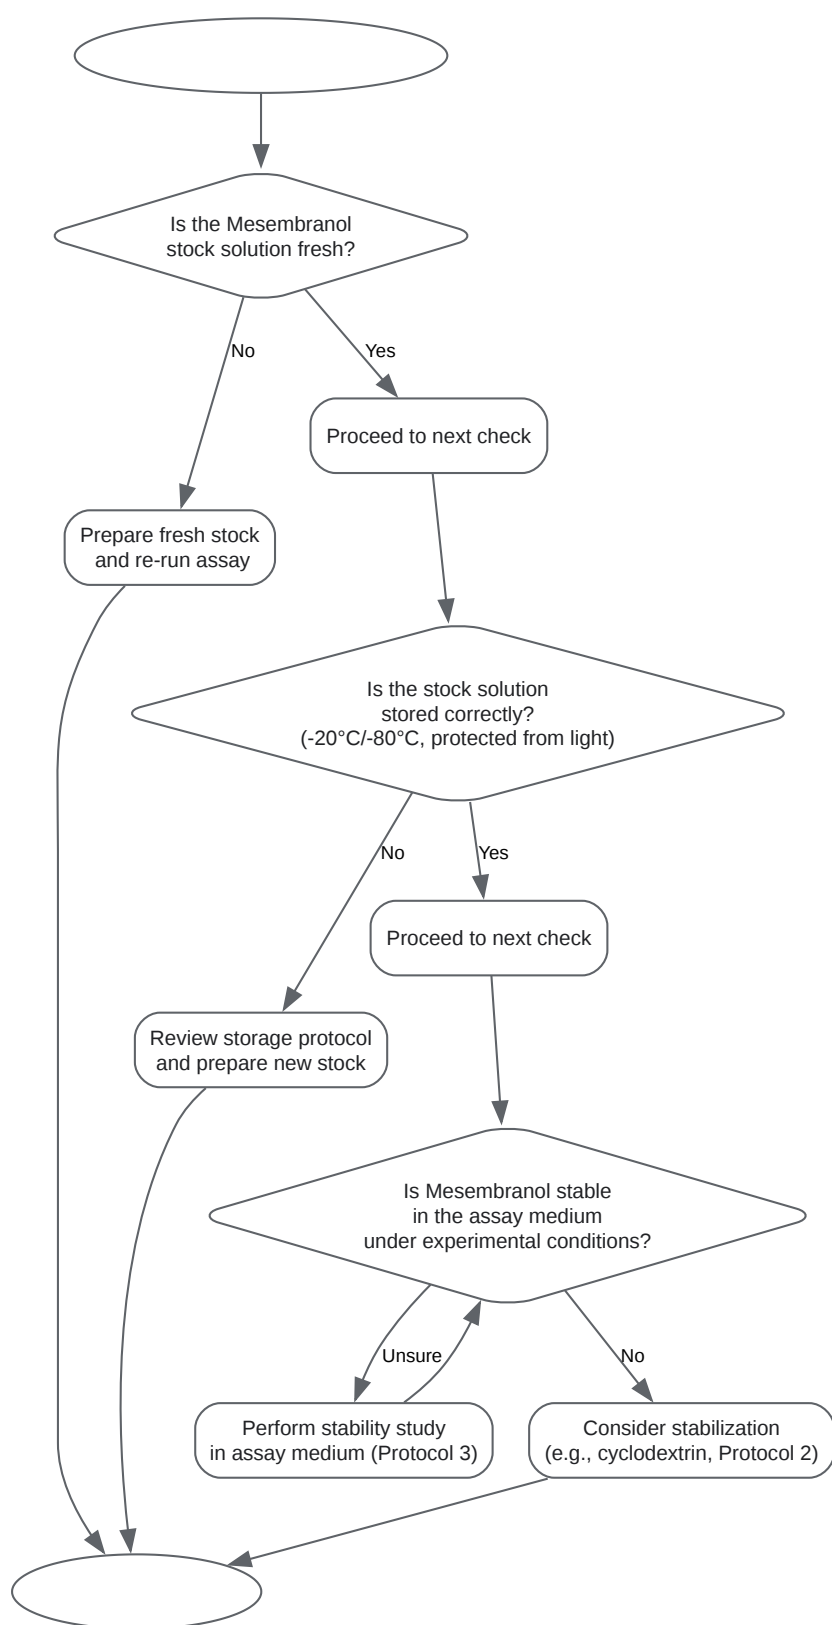 Is the Mesembranol
stock solution fresh?
No
Yes
Proceed to next check
Prepare fresh stock
and re-run assay
Is the stock solution
stored correctly?
(-20°C/-80°C, protected from light)
No
Yes
Proceed to next check
Review storage protocol
and prepare new stock
Is Mesembranol stable
in the assay medium
under experimental conditions?
Unsure
No
Perform stability study
in assay medium (Protocol 3)
Consider stabilization
(e.g., cyclodextrin, Protocol 2)